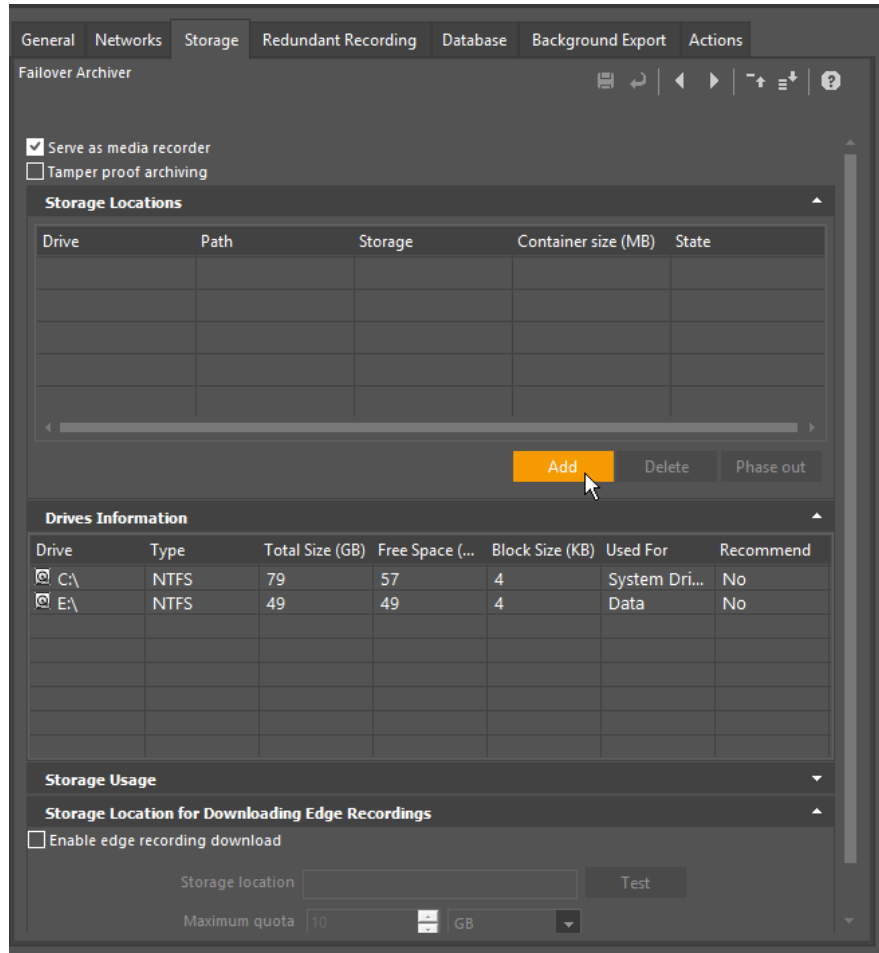 General Networks Storage Redundant Recording Database Background Export Actions
Failover Archiver
Serve as media recorder
Tamper proof archiving
Storage Locations
Drive Path Storage Container size (MB) State
Add Delete Phase out
Drives Information
Drive Type Total Size (GB) Free Space (... Block Size (KB) Used For Recommend
C:\ NTFS 79 57 4 System Dri... No
E:\ NTFS 49 49 4 Data No
Storage Usage
Storage Location for Downloading Edge Recordings
Enable edge recording download
Storage location Test
Maximum quota 10 GB